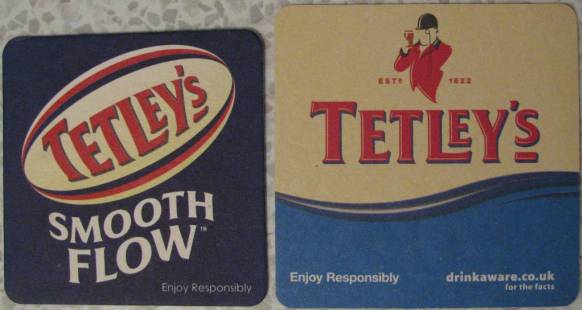 TETLEY'S
SMOOTH
FLOW™
Enjoy Responsibly
ESTD 1822
TETLEY'S
Enjoy Responsibly
drinkaware.co.uk
for the facts